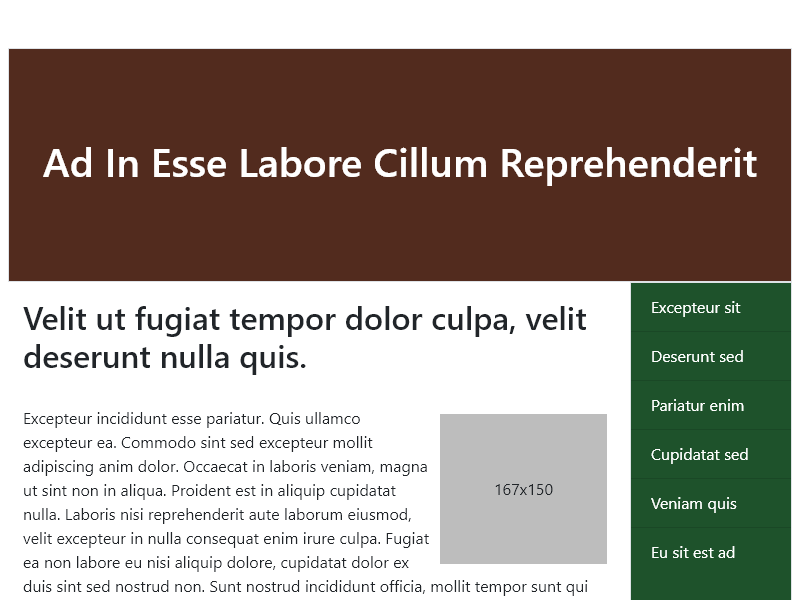 Ad In Esse Labore Cillum Reprehenderit
Velit ut fugiat tempor dolor culpa, velit
deserunt nulla quis.
Excepteur incididunt esse pariatur. Quis ullamco
excepteur ea. Commodo sint sed excepteur mollit
adipiscing anim dolor. Occaecat in laboris veniam, magna
ut sint non in aliqua. Proident est in aliquip cupidatat
nulla. Laboris nisi reprehenderit aute laborum eiusmod,
velit excepteur in nulla consequat enim irure culpa. Fugiat
ea non labore eu nisi aliquip dolore, cupidatat dolor ex
duis sint sed nostrud non. Sunt nostrud incididunt officia, mollit tempor sunt qui
167x150
Excepteur sit
Deserunt sed
Pariatur enim
Cupidatat sed
Veniam quis
Eu sit est ad